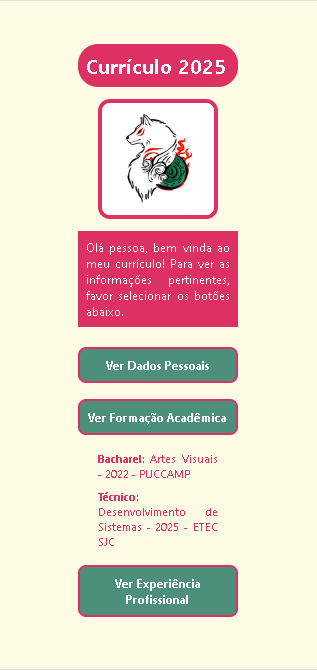 Currículo 2025
Olá pessoa, bem vinda ao
meu currículo! Para ver as
informações pertinentes,
favor selecionar os botões
abaixo.
Ver Dados Pessoais
Ver Formação Acadêmica
Bacharel: Artes Visuais
- 2022 - PUCCAMP
Técnico:
Desenvolvimento de
Sistemas - 2025 - ETEC
SJC
Ver Experiência
Profissional